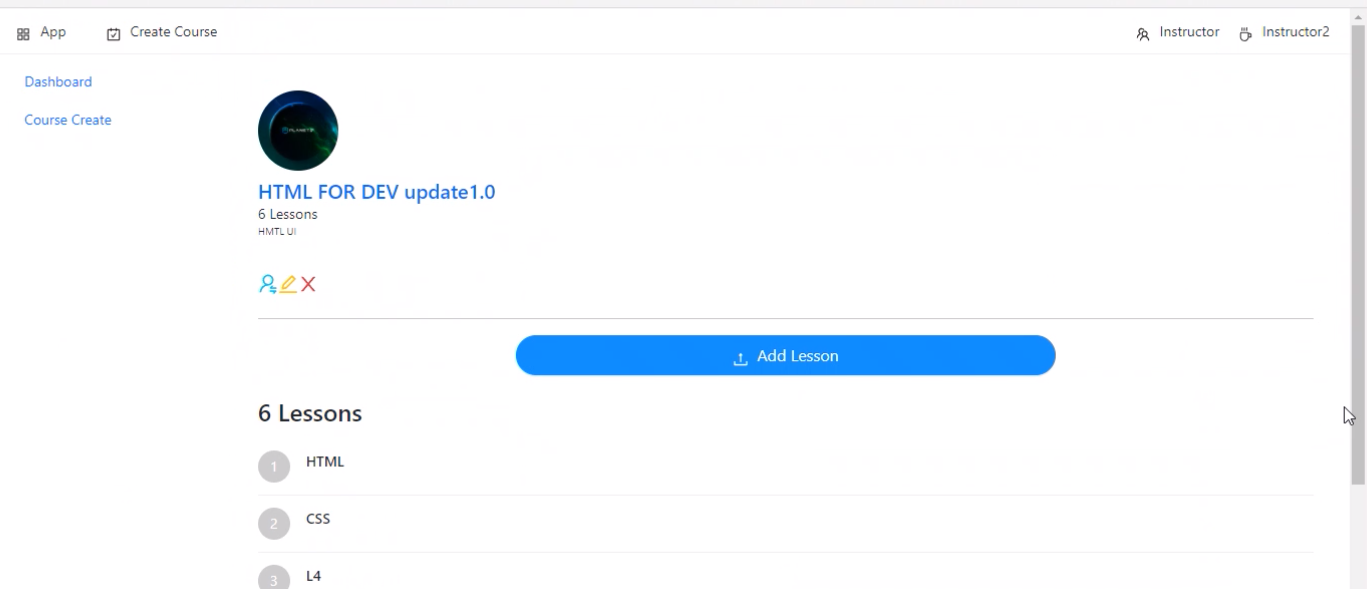 App Create Course Instructor Instructor2
Dashboard
Course Create
HTML FOR DEV update1.0
6 Lessons
HMTL UI
Add Lesson
6 Lessons
1 HTML
2 CSS
3 L4